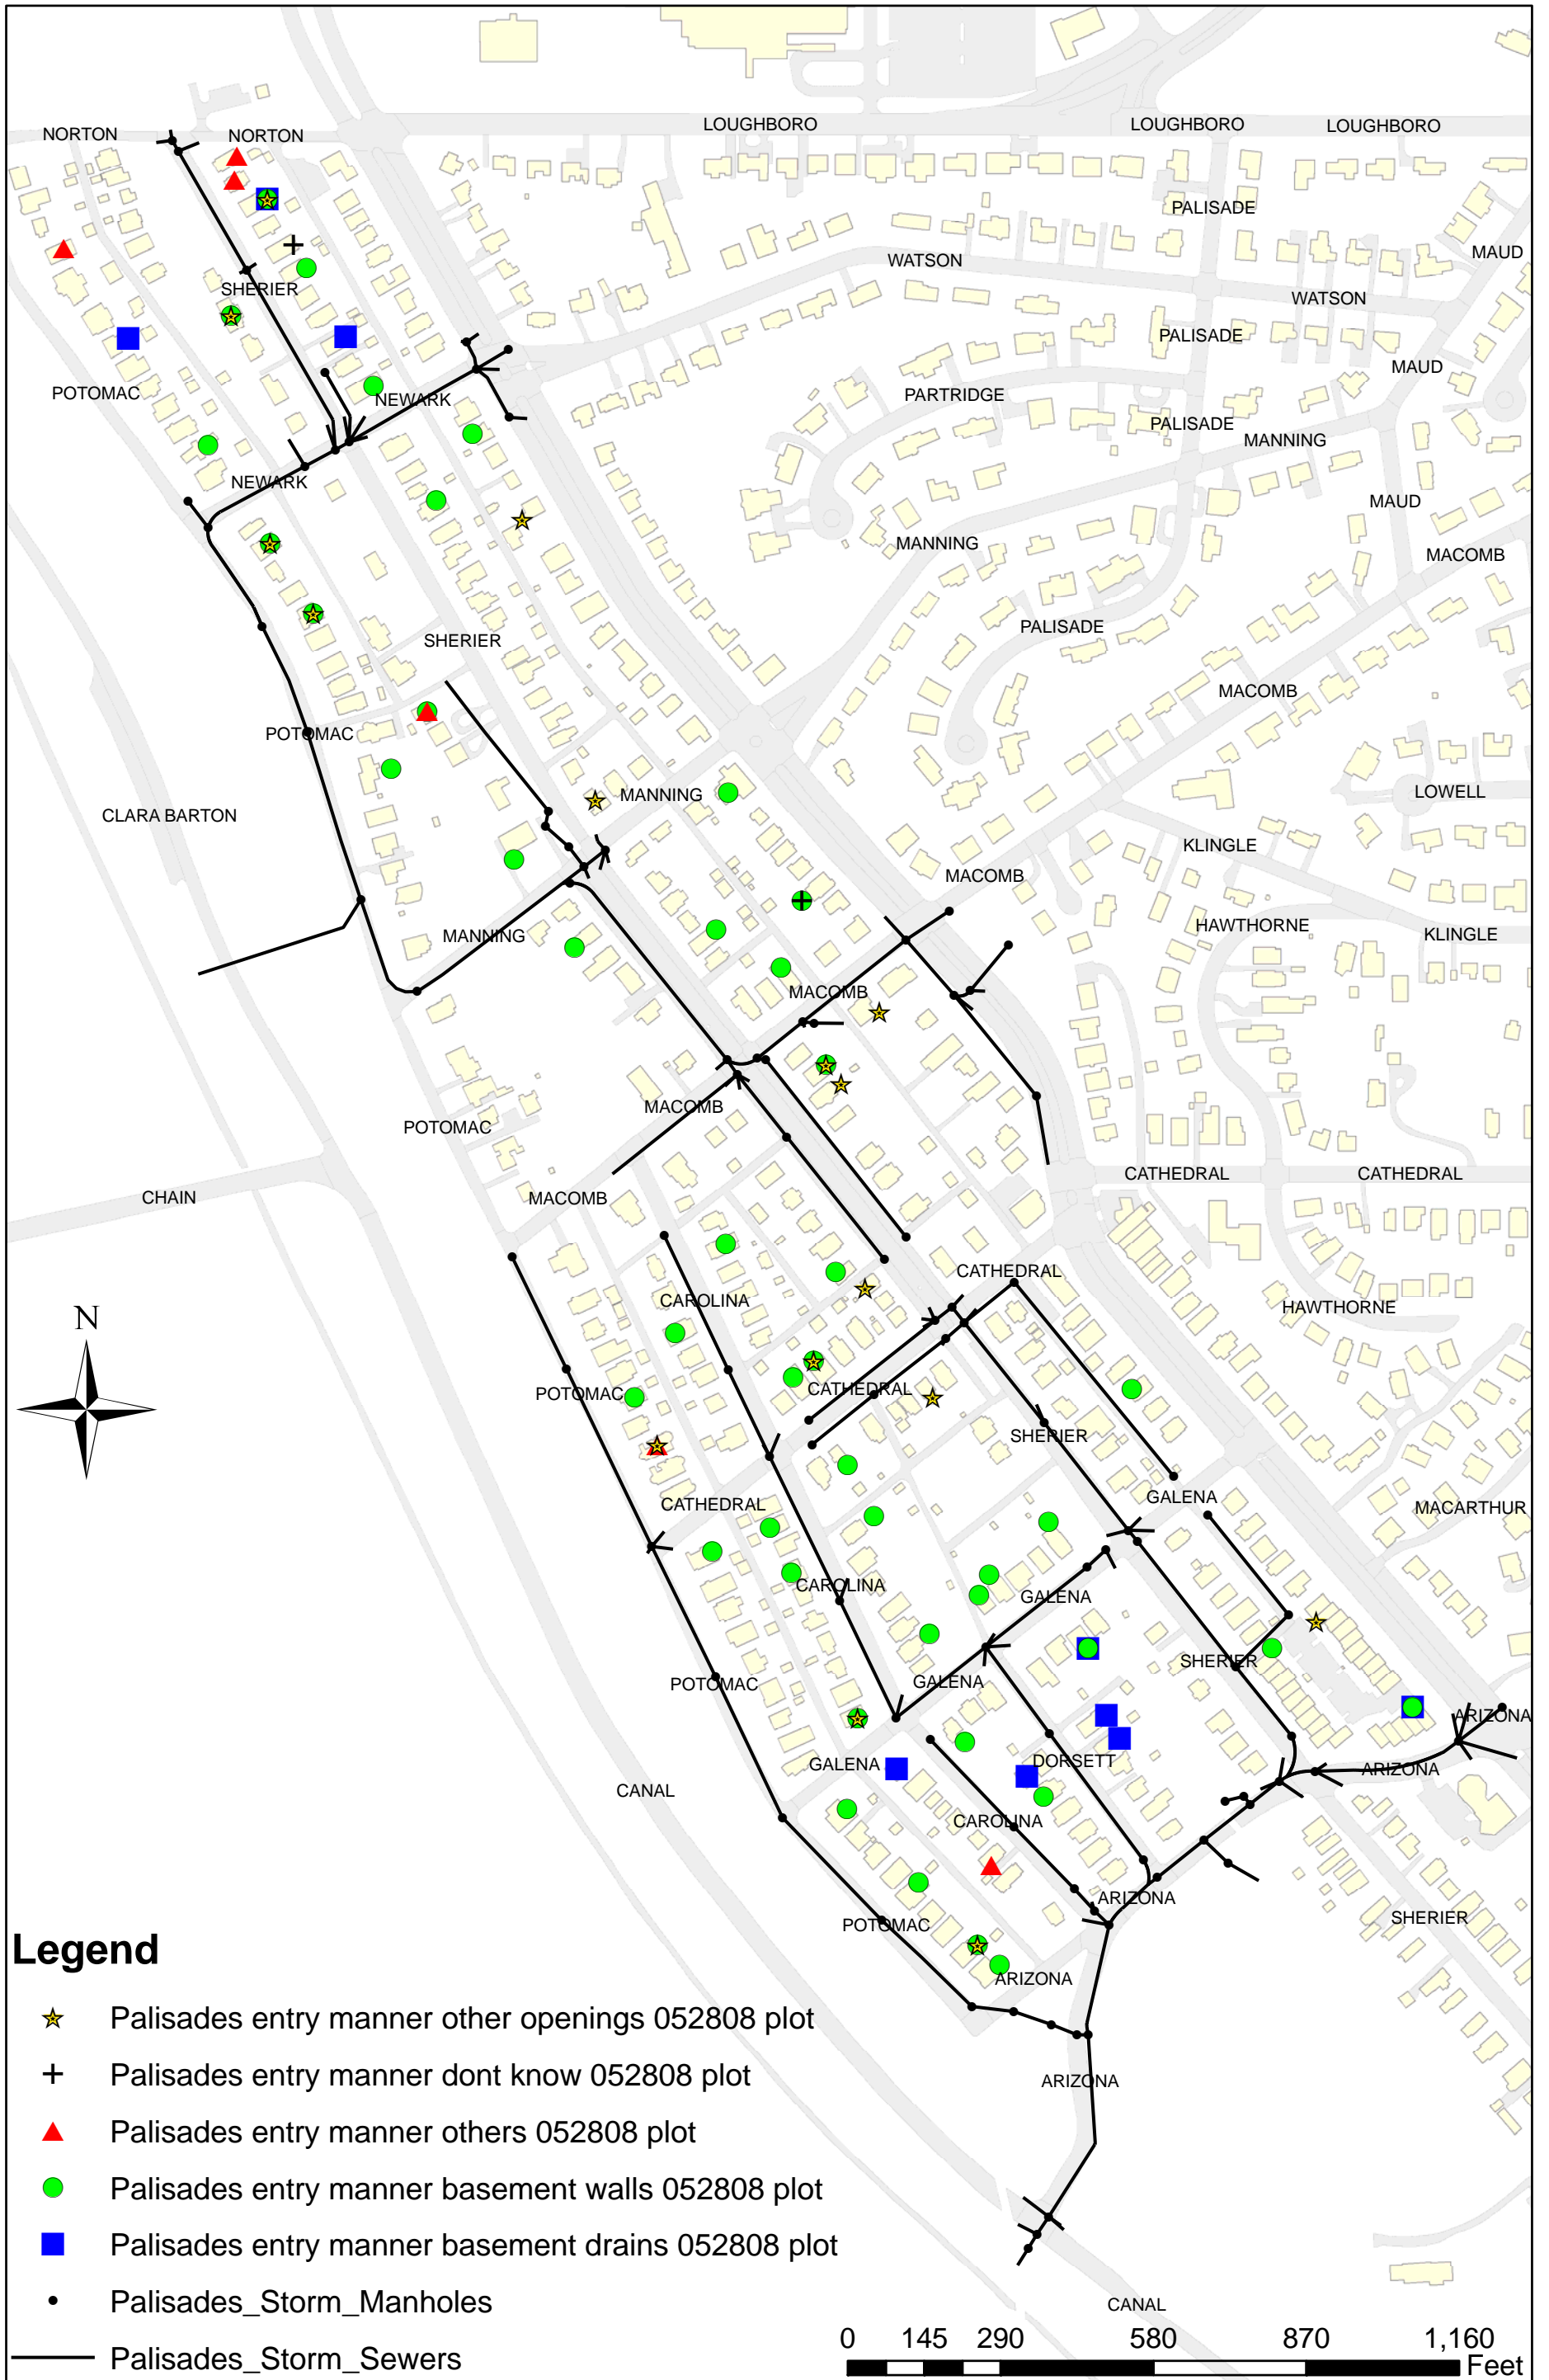 LOUGHBORO LOUGHBORO LOUGHBORO
NORTON NORTON
PALISADE
MAUD
WATSON
SHERIER
WATSON
PALISADE
MAUD
POTOMAC
PARTRIDGE
NEWARK
PALISADE
MANNING
NEWARK
MAUD
MANNING
MACOMB
PALISADE
SHERIER
MACOMB
POTOMAC
LOWELL
MANNING
CLARA BARTON
KLINGLE
MACOMB
HAWTHORNE
KLINGLE
MANNING
MACOMB
MACOMB
POTOMAC
CATHEDRAL CATHEDRAL
CHAIN
MACOMB
CATHEDRAL
CAROLINA
HAWTHORNE
N
CATHEDRAL
POTOMAC
SHERIER
GALENA
CATHEDRAL
MACARTHUR
CAROLINA
GALENA
SHERIER
GALENA
POTOMAC
ARIZONA
DORSETT
GALENA
ARIZONA
CANAL
CAROLINA
ARIZONA
SHERIER
POTOMAC
ARIZONA
ARIZONA
CANAL
Legend
Palisades entry manner other openings 052808 plot
Palisades entry manner dont know 052808 plot
Palisades entry manner others 052808 plot
Palisades entry manner basement walls 052808 plot
Palisades entry manner basement drains 052808 plot
Palisades_Storm_Manholes
Palisades_Storm_Sewers
0 145 290 580 870 1,160
Feet